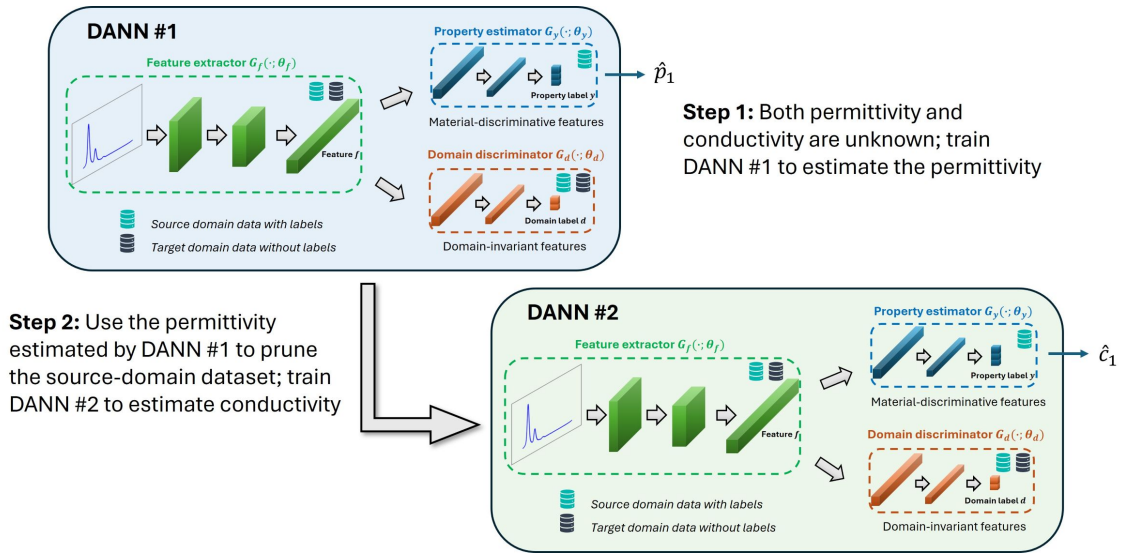 DANN #1
Feature extractor G_f(·; θ_f)
Feature f
Property estimator G_y(·; θ_y)
Property label y
Material-discriminative features
Domain discriminator G_d(·; θ_d)
Domain label d
Domain-invariant features
Source domain data with labels
Target domain data without labels
p̂₁
Step 1: Both permittivity and
conductivity are unknown; train
DANN #1 to estimate the permittivity
Step 2: Use the permittivity
estimated by DANN #1 to prune
the source-domain dataset; train
DANN #2 to estimate conductivity
DANN #2
Feature extractor G_f(·; θ_f)
Feature f
Property estimator G_y(·; θ_y)
Property label y
Material-discriminative features
Domain discriminator G_d(·; θ_d)
Domain label d
Domain-invariant features
Source domain data with labels
Target domain data without labels
ĉ₁